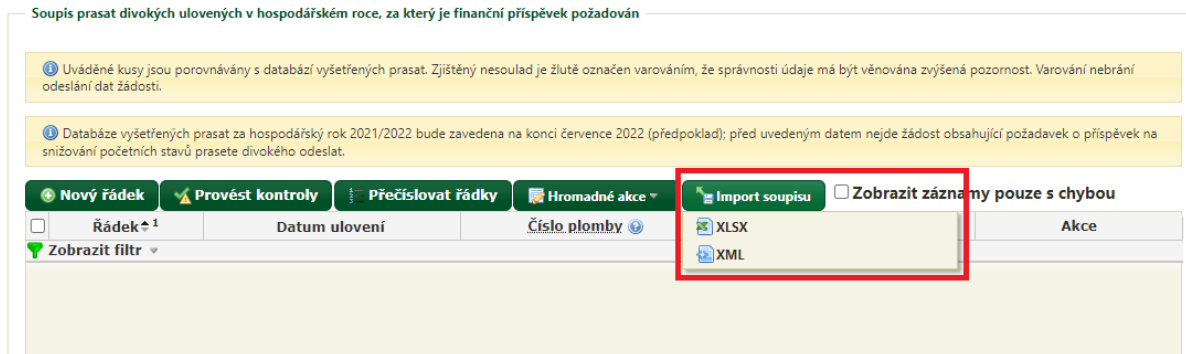 Soupis prasat divokých ulovených v hospodářském roce, za který je finanční příspěvek požadován
Uváděné kusy jsou porovnávány s databází vyšetřených prasat. Zjištěný nesoulad je žlutě označen varováním, že správnosti údaje má být věnována zvýšená pozornost. Varování nebrání
odeslání dat žádosti.
Databáze vyšetřených prasat za hospodářský rok 2021/2022 bude zavedena na konci července 2022 (předpoklad); před uvedeným datem nejde žádost obsahující požadavek o příspěvek na
snižování početních stavů prasete divokého odeslat.
Nový řádek Provést kontroly Přečíslovat řádky Hromadné akce Import soupisu Zobrazit záznamy pouze s chybou
Řádek 1 Datum ulovení Číslo plomby Akce
XLSX
Zobrazit filtr
XML